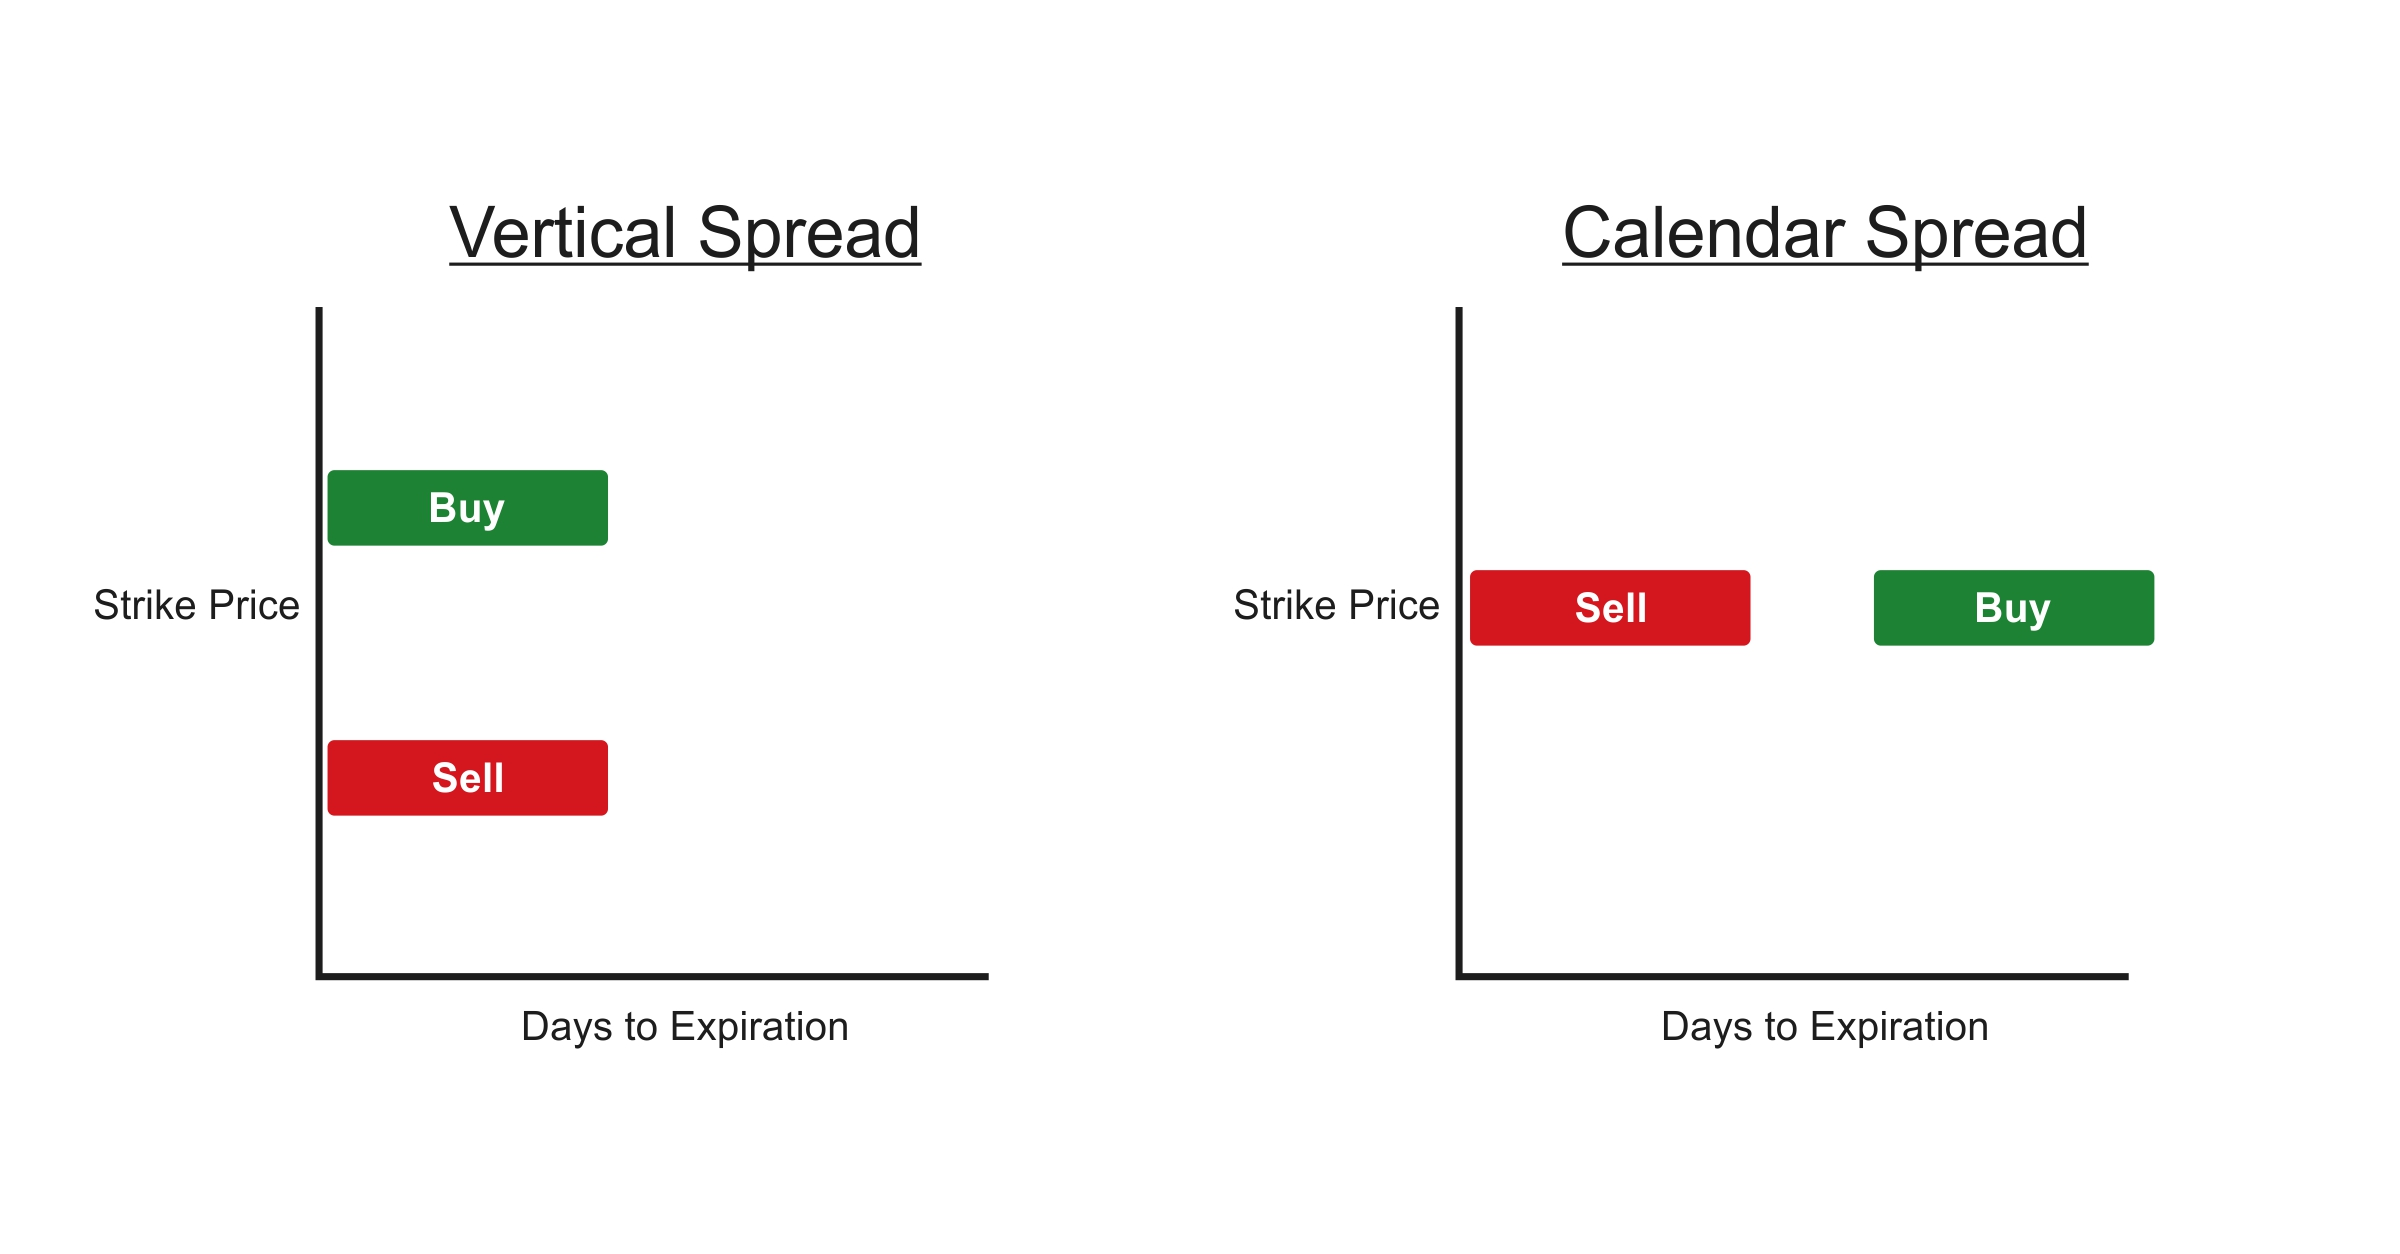 Vertical Spread
Buy
Strike Price
Sell
Days to Expiration
Calendar Spread
Strike Price
Sell
Buy
Days to Expiration